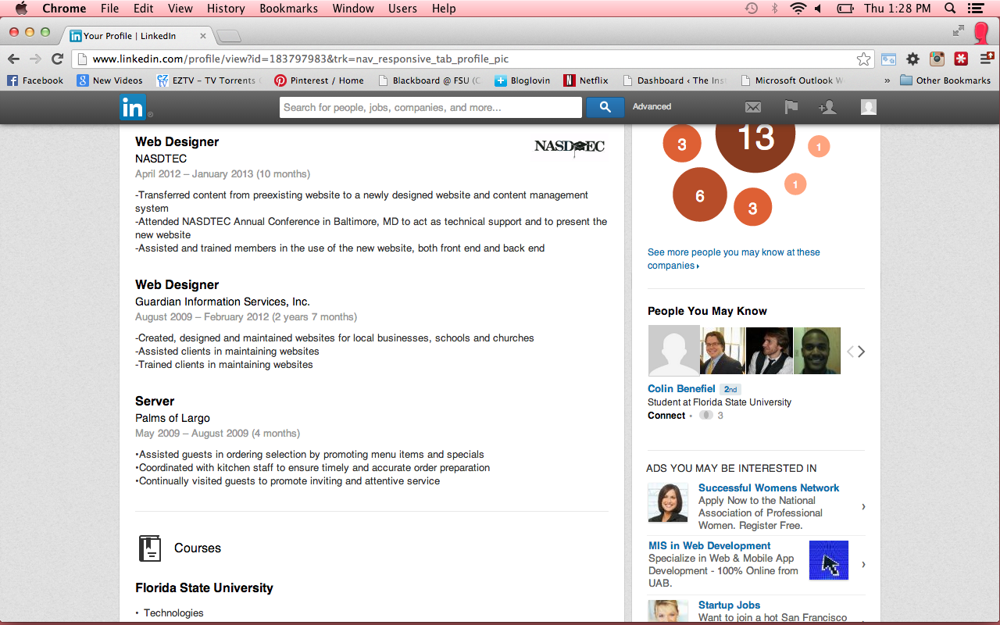 Chrome File Edit View History Bookmarks Window Users Help Thu 1:28 PM
Your Profile | LinkedIn
www.linkedin.com/profile/view?id=183797983&trk=nav_responsive_tab_profile_pic
Facebook New Videos EZTV - TV Torrents Pinterest / Home Blackboard @ FSU (C Bloglovin Netflix Dashboard ‹ The Ins Microsoft Outlook W » Other Bookmarks
in Search for people, jobs, companies, and more... Advanced
Web Designer
NASDTEC
NASDTEC
April 2012 – January 2013 (10 months)
-Transferred content from preexisting website to a newly designed website and content management
system
-Attended NASDTEC Annual Conference in Baltimore, MD to act as technical support and to present the
new website
-Assisted and trained members in the use of the new website, both front end and back end
Web Designer
Guardian Information Services, Inc.
August 2009 – February 2012 (2 years 7 months)
-Created, designed and maintained websites for local businesses, schools and churches
-Assisted clients in maintaining websites
-Trained clients in maintaining websites
Server
Palms of Largo
May 2009 – August 2009 (4 months)
•Assisted guests in ordering selection by promoting menu items and specials
•Coordinated with kitchen staff to ensure timely and accurate order preparation
•Continually visited guests to promote inviting and attentive service
Courses
Florida State University
• Technologies
13
3
1
1
6
3
See more people you may know at these
companies
People You May Know
Colin Benefiel 2nd
Student at Florida State University
Connect • 3
ADS YOU MAY BE INTERESTED IN
Successful Womens Network
Apply Now to the National
Association of Professional
Women. Register Free.
MIS in Web Development
Specialize in Web & Mobile App
Development - 100% Online from
UAB.
Startup Jobs
Want to join a hot San Francisco